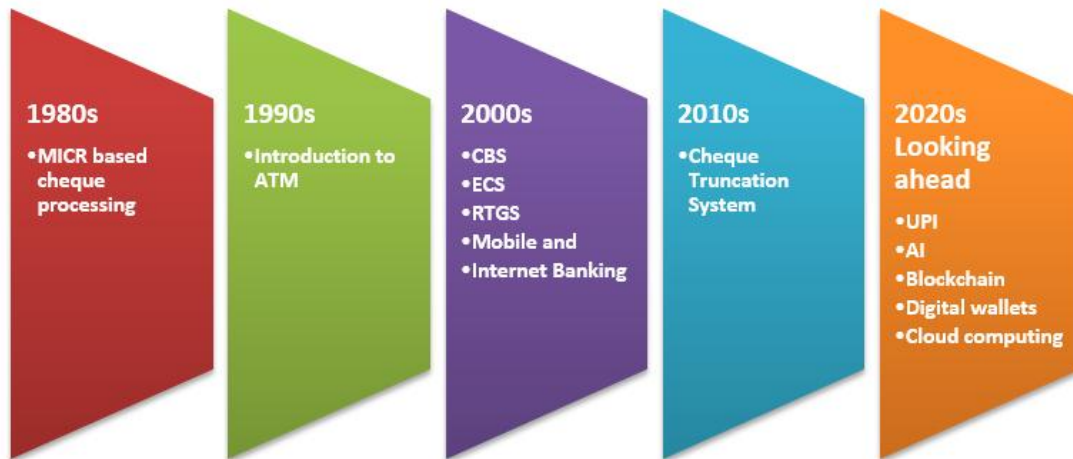 1980s
•MICR based
cheque
processing
1990s
•Introduction to
ATM
2000s
•CBS
•ECS
•RTGS
•Mobile and
•Internet Banking
2010s
•Cheque
Truncation
System
2020s
Looking
ahead
•UPI
•AI
•Blockchain
•Digital wallets
•Cloud computing